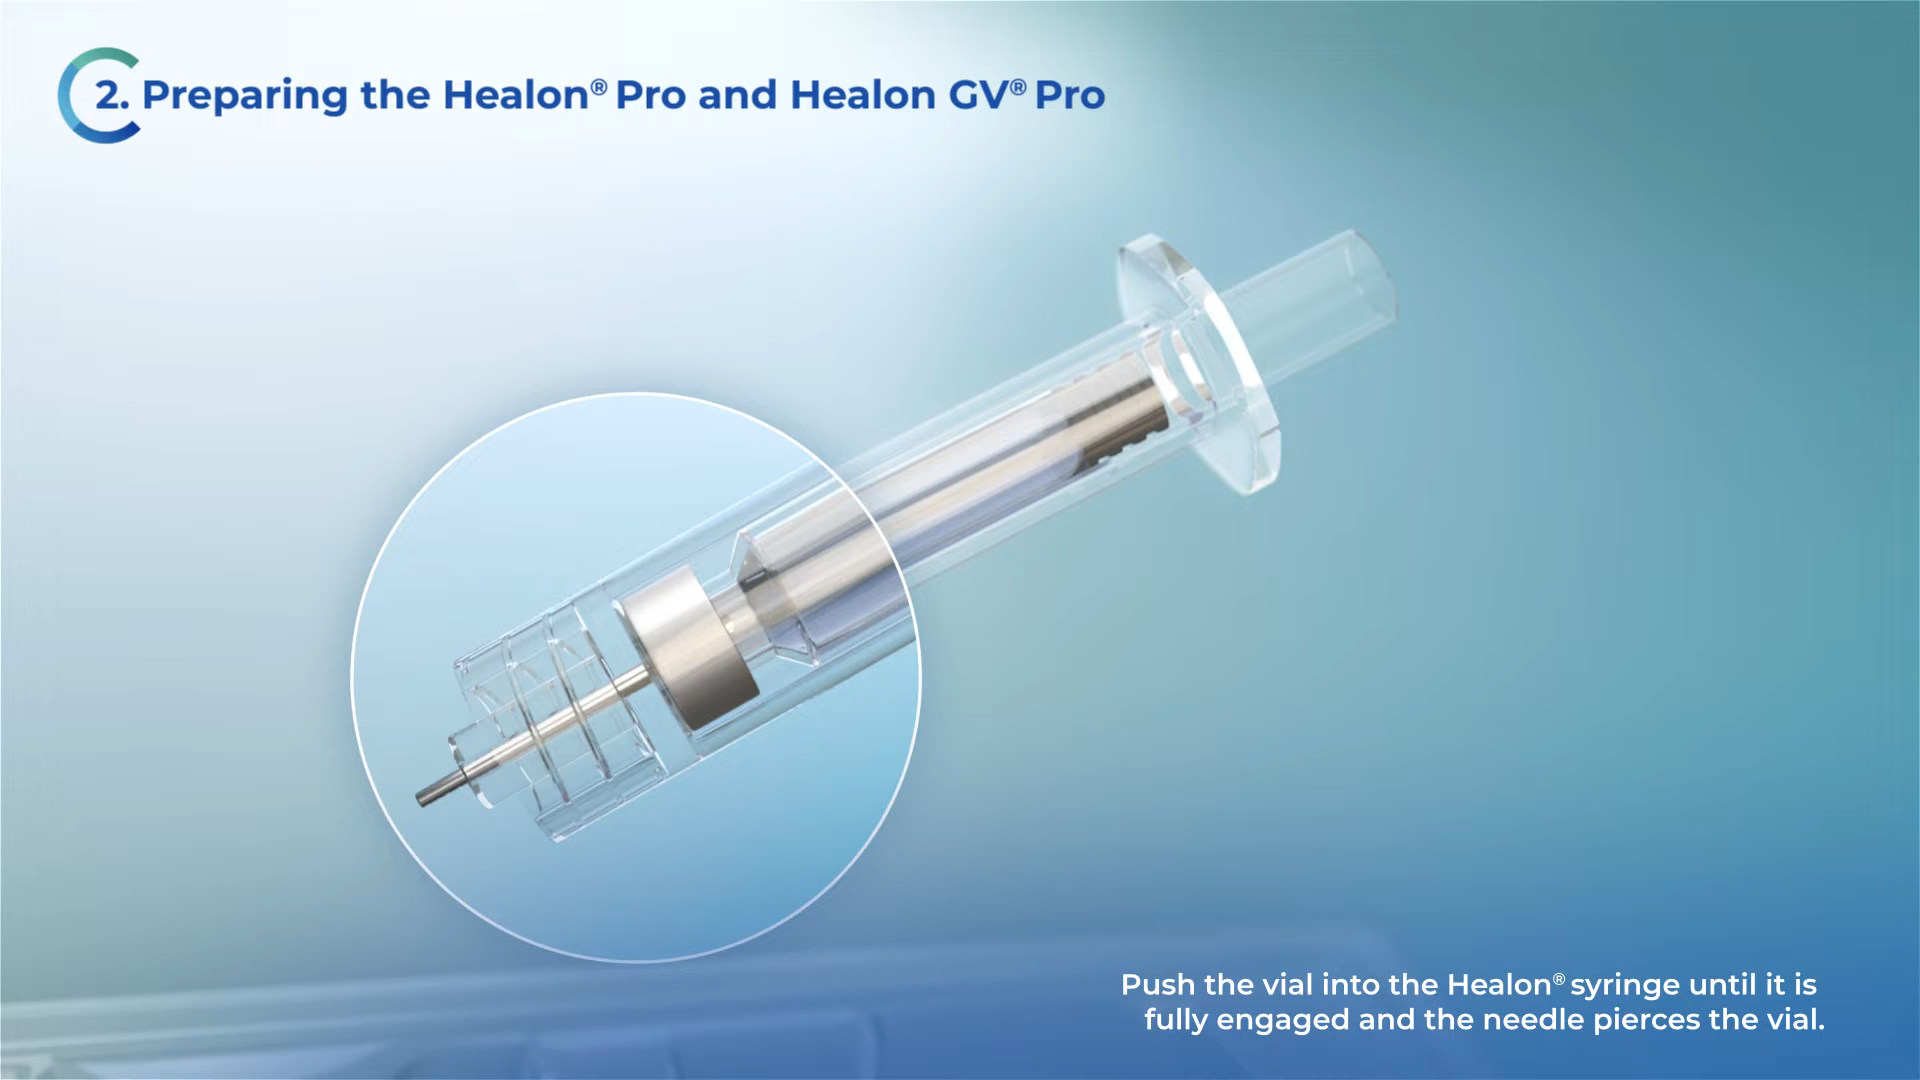 2. Preparing the Healon® Pro and Healon GV® Pro
Push the vial into the Healon® syringe until it is
fully engaged and the needle pierces the vial.